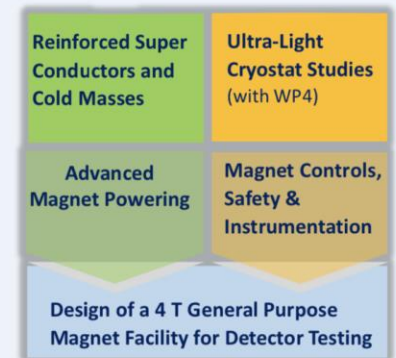 Reinforced Super
Conductors and
Cold Masses
Ultra-Light
Cryostat Studies
(with WP4)
Advanced
Magnet Powering
Magnet Controls,
Safety &
Instrumentation
Design of a 4 T General Purpose
Magnet Facility for Detector Testing